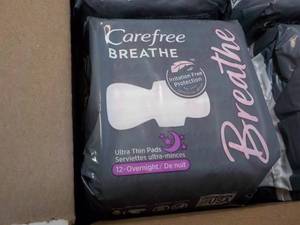 Carefree
BREATHE
Irritation Free
Protection
Ultra Thin Pads
Serviettes ultra-minces
12-Overnight/De nuit
Breathe